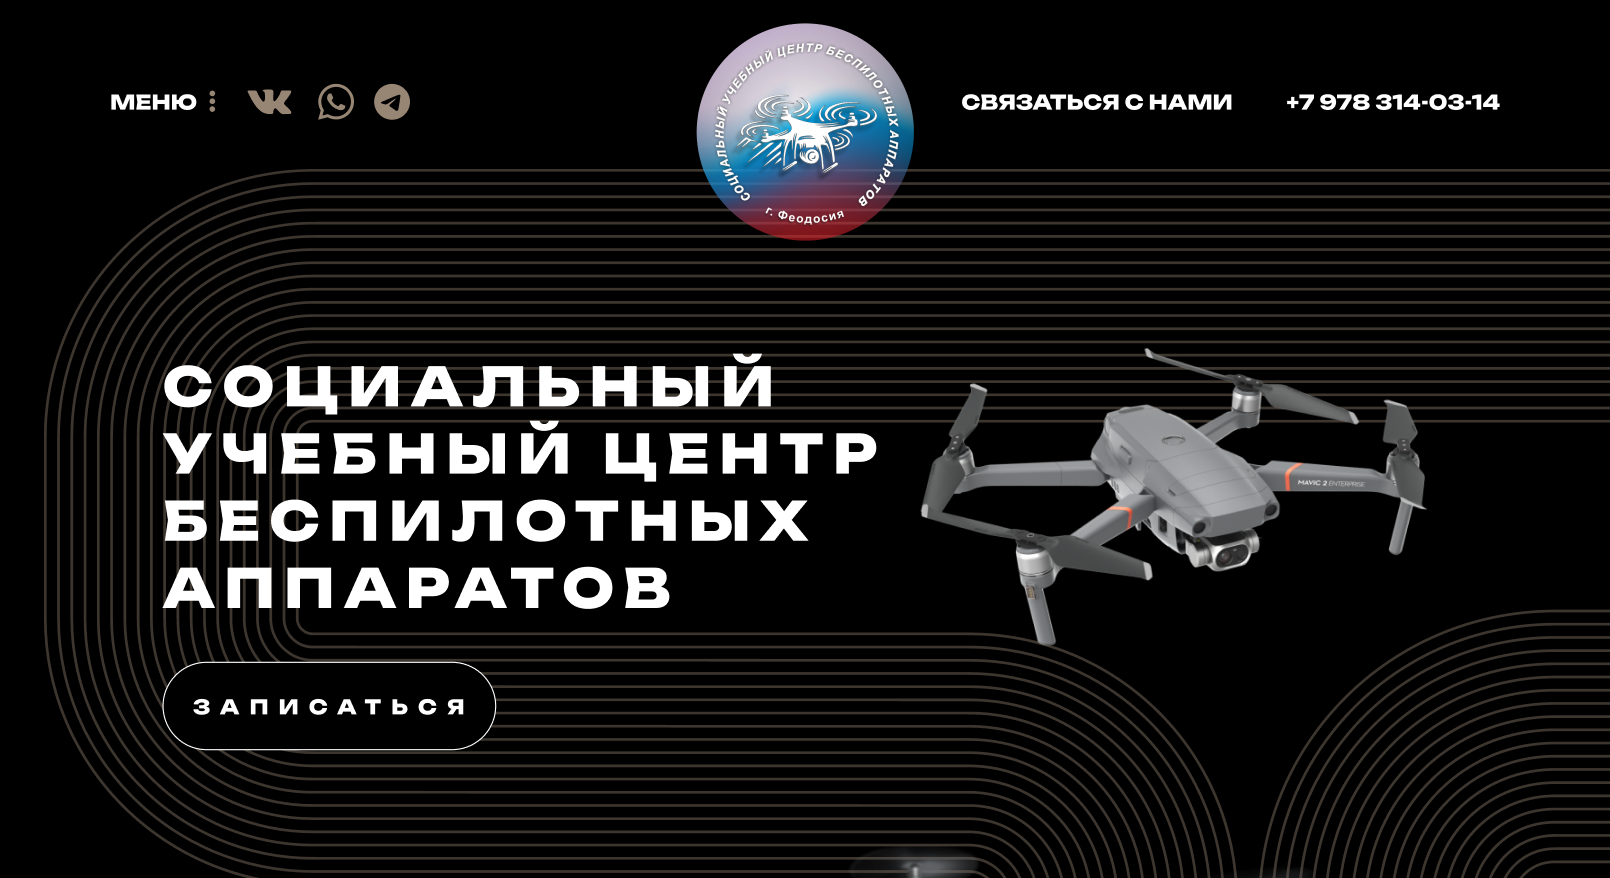 МЕНЮ
СОЦИАЛЬНЫЙ УЧЕБНЫЙ ЦЕНТР БЕСПИЛОТНЫХ АППАРАТОВ
г. Феодосия
СВЯЗАТЬСЯ С НАМИ
+7 978 314-03-14
СОЦИАЛЬНЫЙ
УЧЕБНЫЙ ЦЕНТР
БЕСПИЛОТНЫХ
АППАРАТОВ
MAVIC 2 ENTERPRISE
ЗАПИСАТЬСЯ